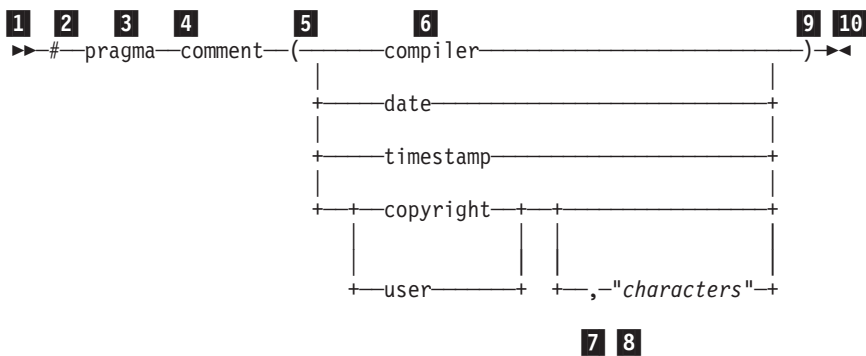 1 2 3 4 5 6 9 10
►►─#──pragma──comment──(──────compiler──────────────────────────)─►◄
date
timestamp
copyright
user , "characters"
7 8